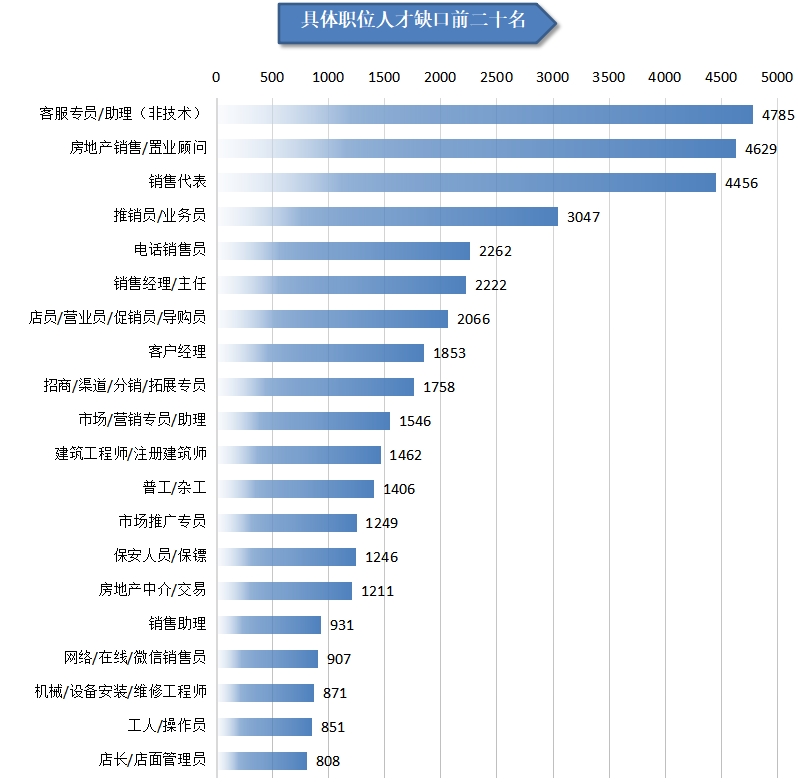 具体职位人才缺口前二十名
0 500 1000 1500 2000 2500 3000 3500 4000 4500 5000
客服专员/助理（非技术） 4785
房地产销售/置业顾问 4629
销售代表 4456
推销员/业务员 3047
电话销售员 2262
销售经理/主任 2222
店员/营业员/促销员/导购员 2066
客户经理 1853
招商/渠道/分销/拓展专员 1758
市场/营销专员/助理 1546
建筑工程师/注册建筑师 1462
普工/杂工 1406
市场推广专员 1249
保安人员/保镖 1246
房地产中介/交易 1211
销售助理 931
网络/在线/微信销售员 907
机械/设备安装/维修工程师 871
工人/操作员 851
店长/店面管理员 808